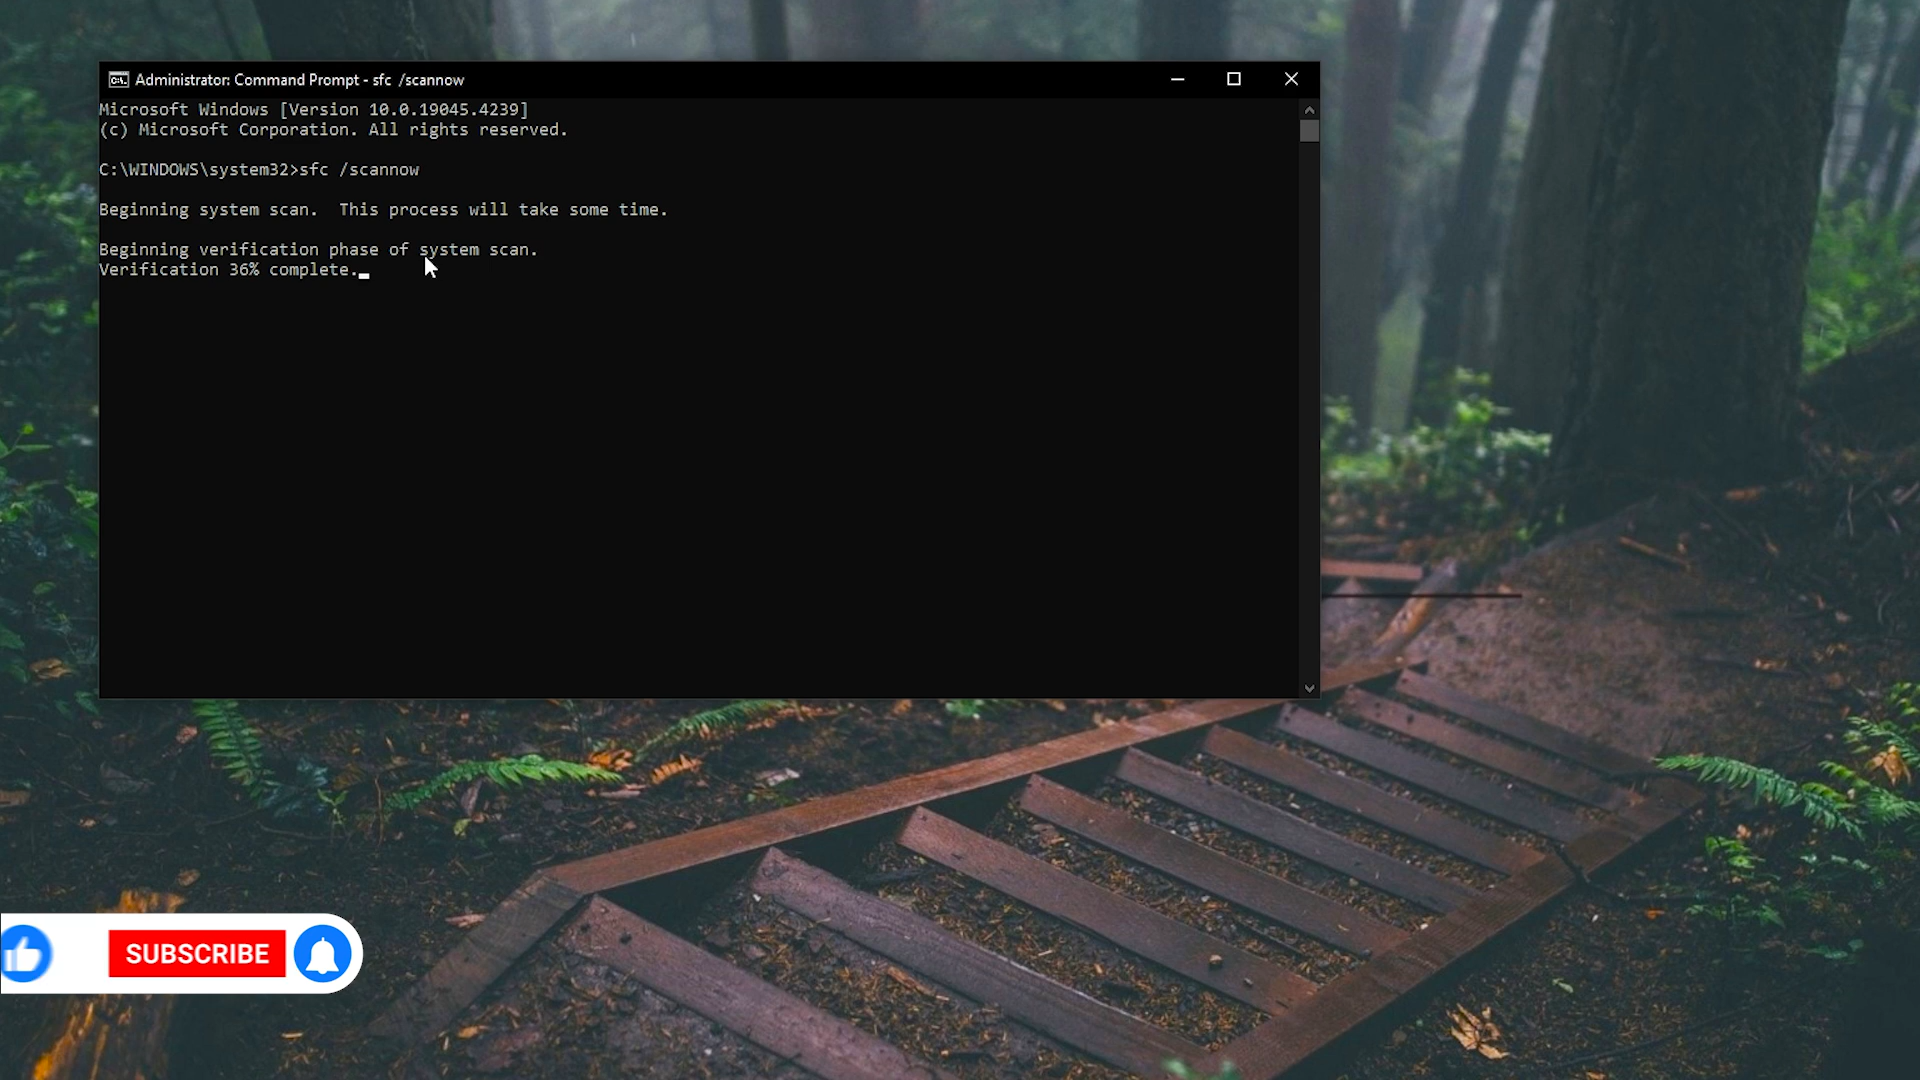 Administrator: Command Prompt - sfc /scannow
Microsoft Windows [Version 10.0.19045.4239]
(c) Microsoft Corporation. All rights reserved.
C:\WINDOWS\system32>sfc /scannow
Beginning system scan.  This process will take some time.
Beginning verification phase of system scan.
Verification 36% complete.
SUBSCRIBE